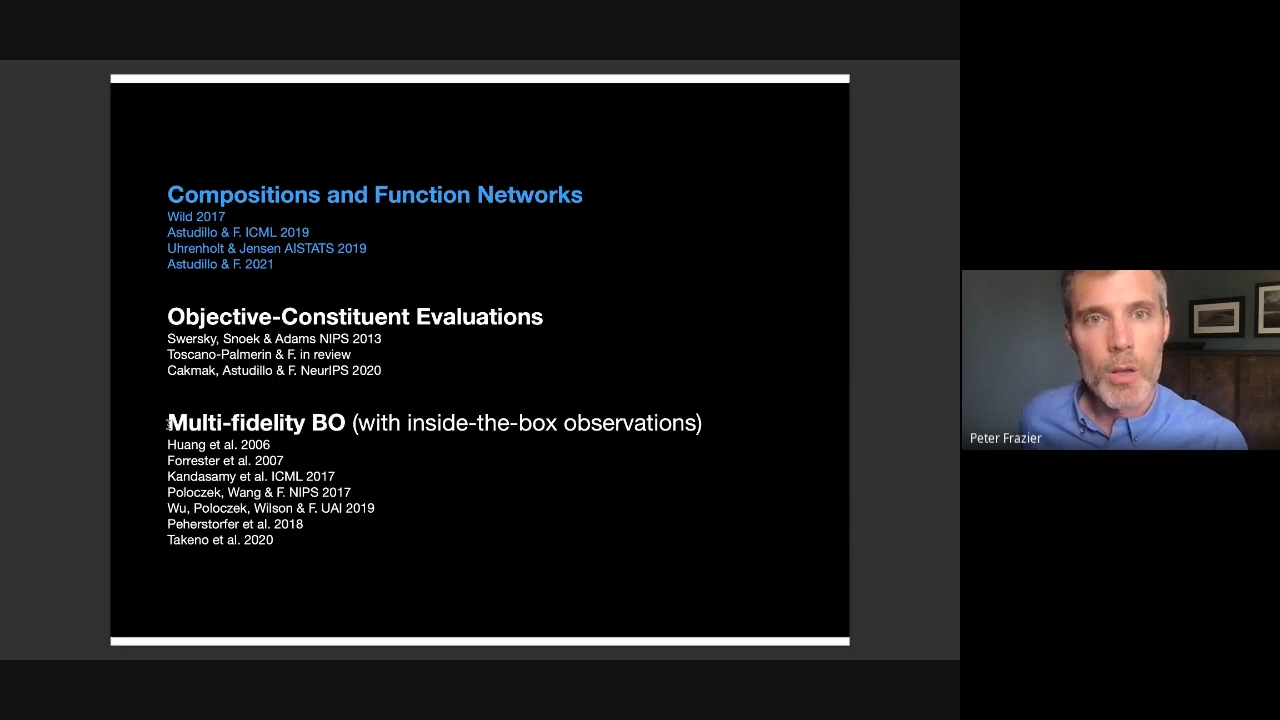 Compositions and Function Networks
Wild 2017
Astudillo & F. ICML 2019
Uhrenholt & Jensen AISTATS 2019
Astudillo & F. 2021
Objective-Constituent Evaluations
Swersky, Snoek & Adams NIPS 2013
Toscano-Palmerin & F. in review
Cakmak, Astudillo & F. NeurIPS 2020
Multi-fidelity BO (with inside-the-box observations)
Huang et al. 2006
Forrester et al. 2007
Kandasamy et al. ICML 2017
Poloczek, Wang & F. NIPS 2017
Wu, Poloczek, Wilson & F. UAI 2019
Peherstorfer et al. 2018
Takeno et al. 2020
Peter Frazier